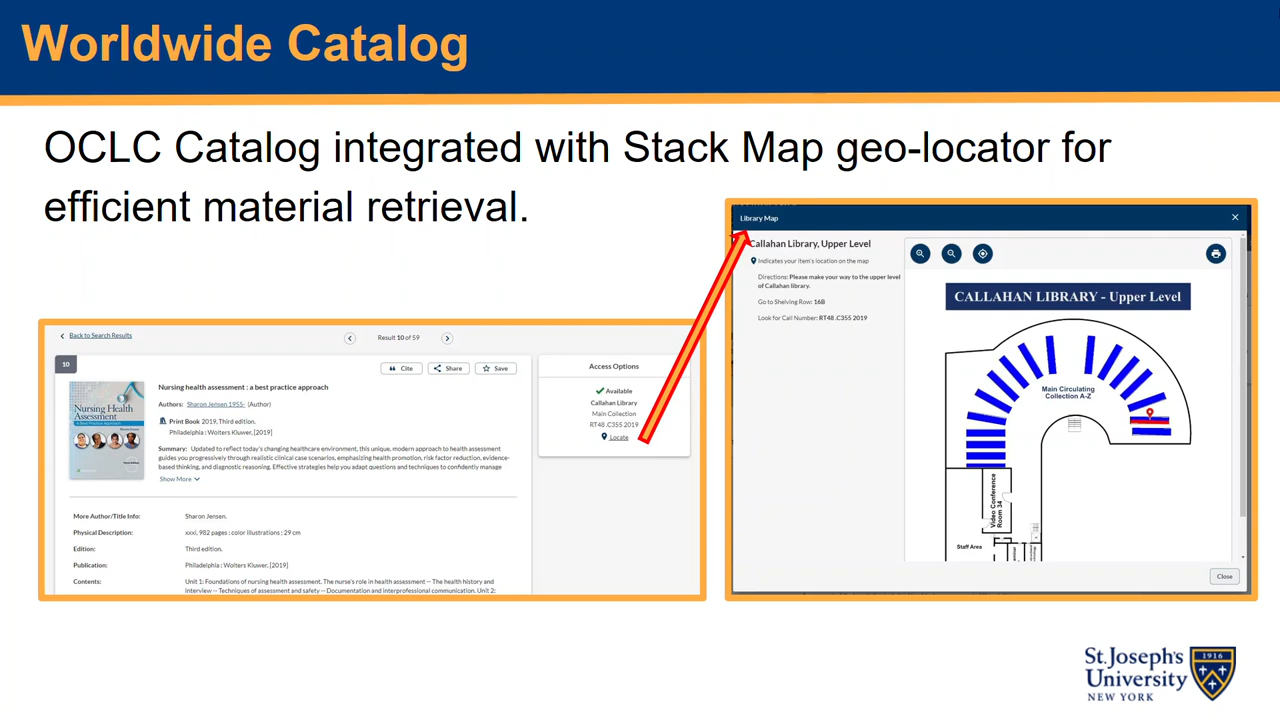 Worldwide Catalog
OCLC Catalog integrated with Stack Map geo-locator for
efficient material retrieval.
Back to Search Results
Result 10 of 59
10
Cite
Share
Save
Nursing Health
Assessment
A Best Practice Approach
Nursing health assessment : a best practice approach
Authors: Sharon Jensen 1955- (Author)
Print Book 2019, Third edition.
Philadelphia : Wolters Kluwer, [2019]
Summary: Updated to reflect today's changing healthcare environment, this unique, modern approach to health assessment
guides you progressively through realistic clinical case scenarios, emphasizing health promotion, risk factor reduction, evidence-
based thinking, and diagnostic reasoning. Effective strategies help you adapt questions and techniques to confidently manage
Show More
More Author/Title Info: Sharon Jensen.
Physical Description: xxxi, 982 pages : color illustrations ; 29 cm
Edition: Third edition.
Publication: Philadelphia : Wolters Kluwer, [2019]
Contents: Unit 1: Foundations of nursing health assessment. The nurse's role in health assessment -- The health history and
interview -- Techniques of assessment and safety -- Documentation and interprofessional communication. Unit 2:
Access Options
Available
Callahan Library
Main Collection
RT48 .C355 2019
Locate
Library Map
Callahan Library, Upper Level
Indicates your item's location on the map
Directions: Please make your way to the upper level
of Callahan library.
Go to Shelving Row: 16B
Look for Call Number: RT48 .C355 2019
CALLAHAN LIBRARY - Upper Level
Main Circulating
Collection A-Z
Video Conference
Room 34
Staff Area
Close
St. Joseph's
University
NEW YORK
1916